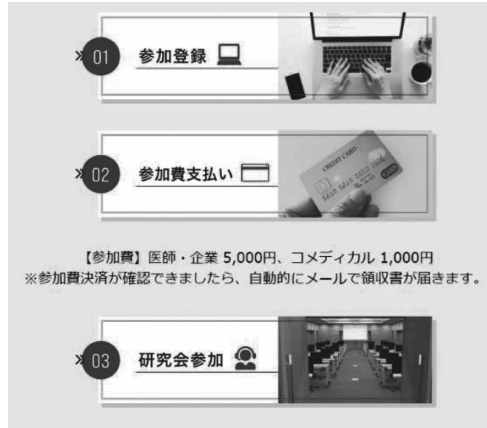 01
参加登録
02
参加費支払い
CREDIT CARD
【参加費】医師・企業 5,000円、コメディカル 1,000円
※参加費決済が確認できましたら、自動的にメールで領収書が届きます。
03
研究会参加